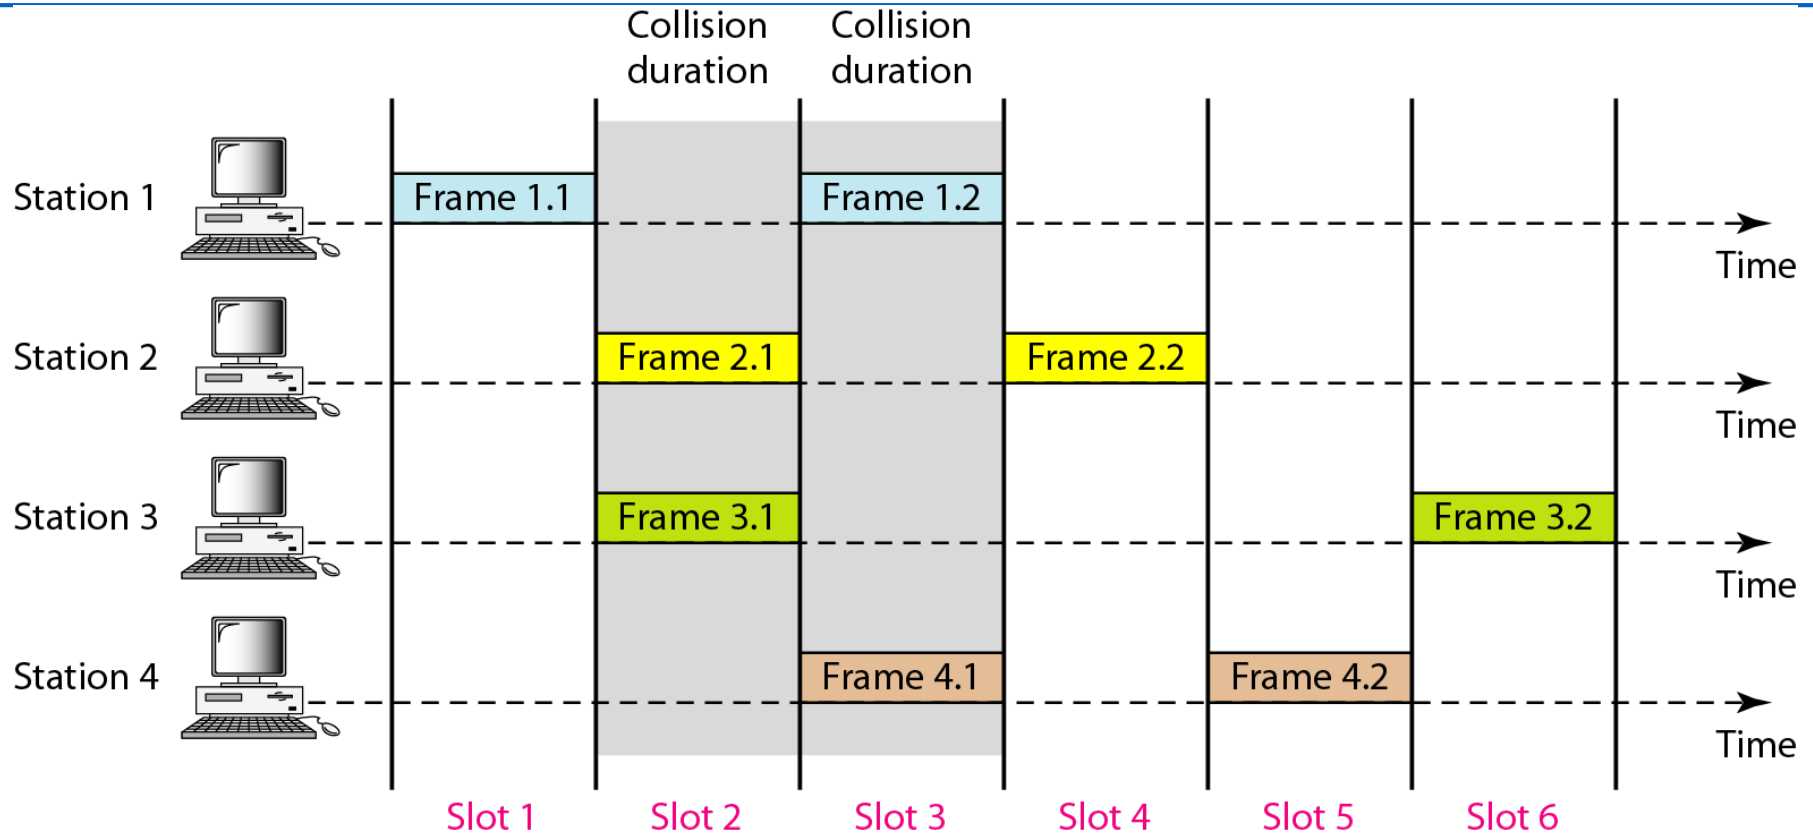 Collision
duration
Collision
duration
Station 1
Frame 1.1
Frame 1.2
Time
Station 2
Frame 2.1
Frame 2.2
Time
Station 3
Frame 3.1
Frame 3.2
Time
Station 4
Frame 4.1
Frame 4.2
Time
Slot 1
Slot 2
Slot 3
Slot 4
Slot 5
Slot 6